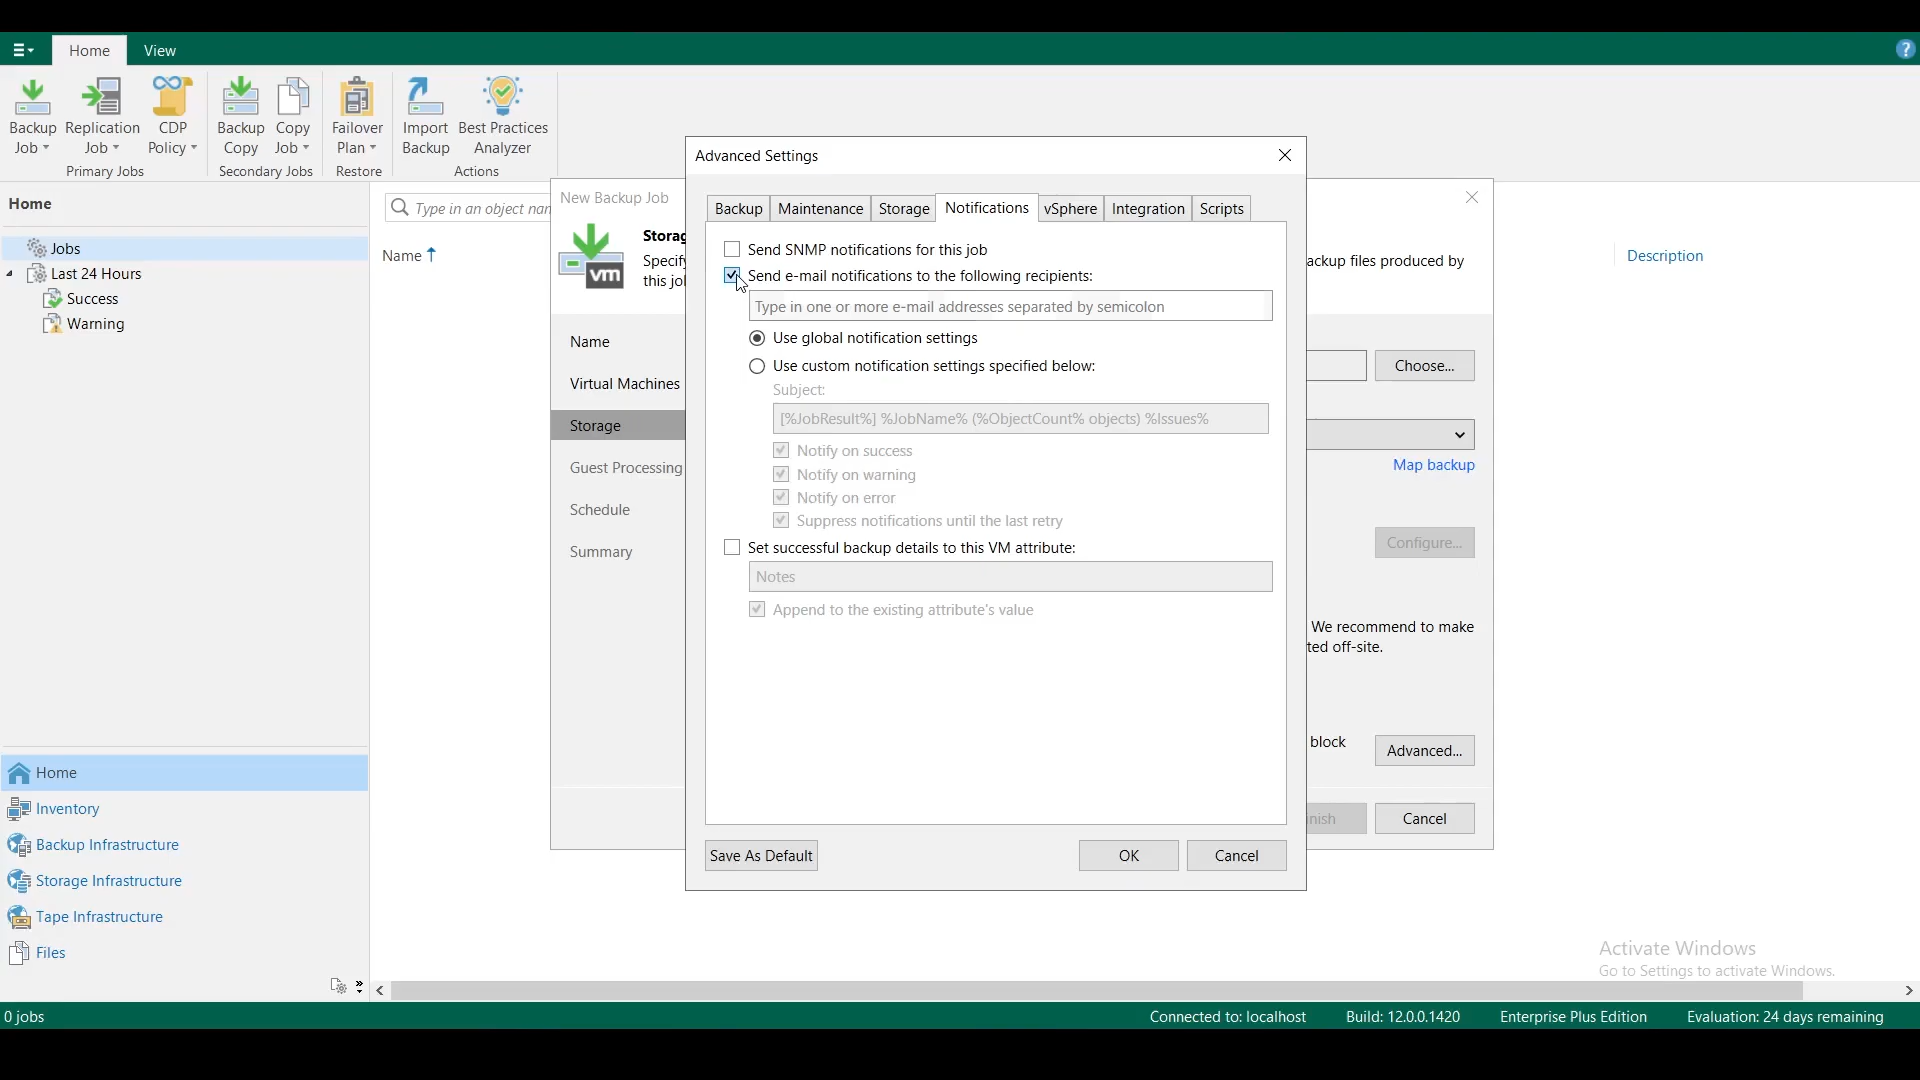 Home
View
?
Backup Job
Replication Job
CDP Policy
Primary Jobs
Backup Copy
Copy Job
Secondary Jobs
Failover Plan
Restore
Import Backup
Best Practices Analyzer
Actions
Home
Jobs
Last 24 Hours
Success
Warning
Type in an object nam
Name
Description
New Backup Job
Storag
Specify
this jol
ackup files produced by
Name
Virtual Machines
Storage
Guest Processing
Schedule
Summary
Choose...
Map backup
Configure...
We recommend to make
ted off-site.
block
Advanced...
nish
Cancel
Advanced Settings
Backup
Maintenance
Storage
Notifications
vSphere
Integration
Scripts
Send SNMP notifications for this job
Send e-mail notifications to the following recipients:
Type in one or more e-mail addresses separated by semicolon
Use global notification settings
Use custom notification settings specified below:
Subject:
[%JobResult%] %JobName% (%ObjectCount% objects) %Issues%
Notify on success
Notify on warning
Notify on error
Suppress notifications until the last retry
Set successful backup details to this VM attribute:
Notes
Append to the existing attribute's value
Save As Default
OK
Cancel
Home
Inventory
Backup Infrastructure
Storage Infrastructure
Tape Infrastructure
Files
Activate Windows
Go to Settings to activate Windows.
0 jobs
Connected to: localhost
Build: 12.0.0.1420
Enterprise Plus Edition
Evaluation: 24 days remaining